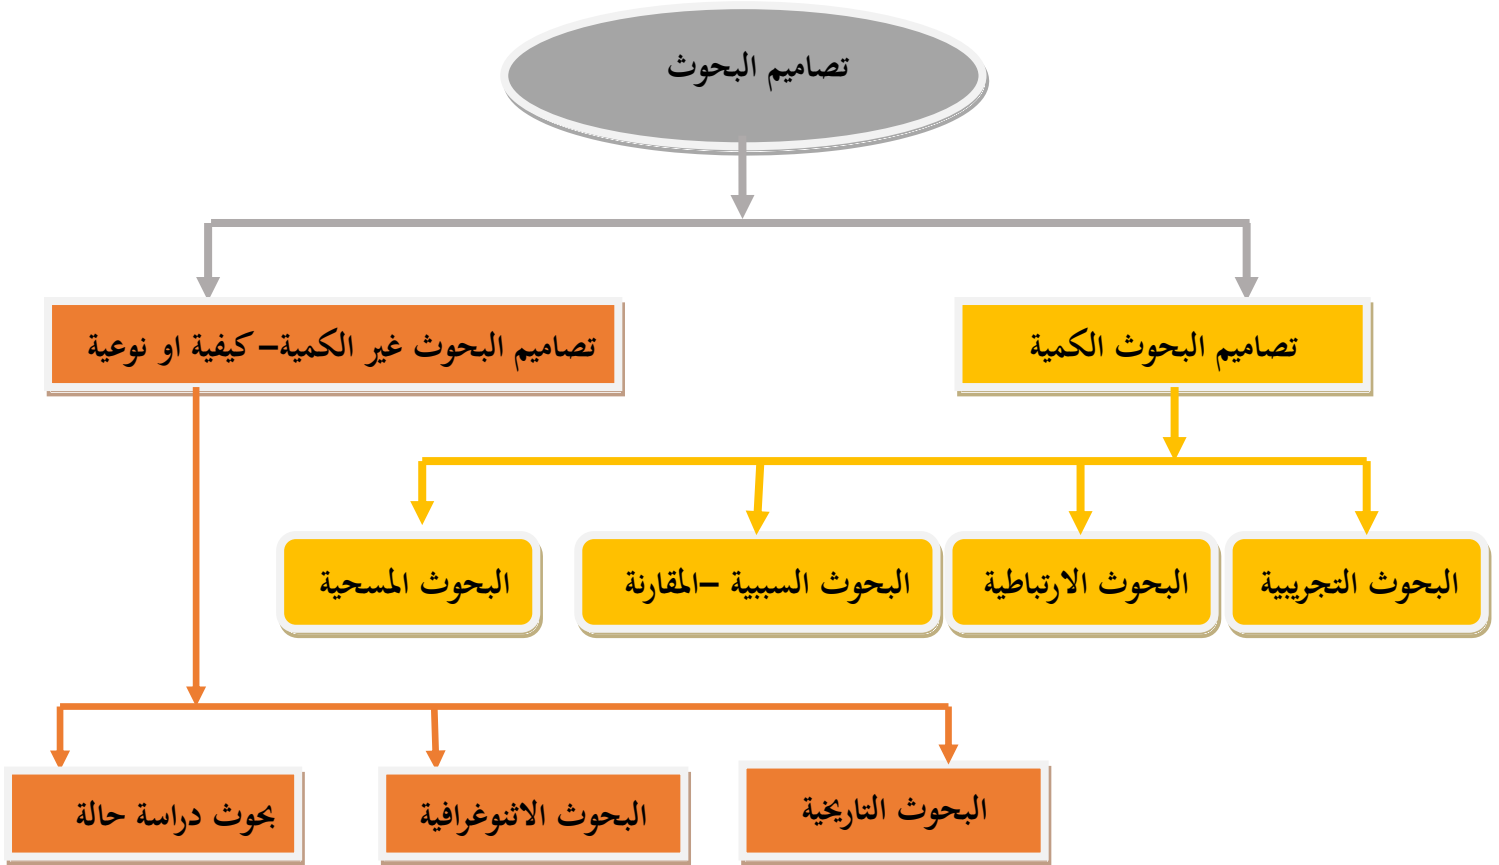 تصاميم البحوث
تصاميم البحوث الكمية
تصاميم البحوث غير الكمية– كيفية او نوعية
البحوث التجريبية
البحوث الارتباطية
البحوث السببية –المقارنة
البحوث المسحية
البحوث التاريخية
البحوث الاثنوغرافية
بحوث دراسة حالة